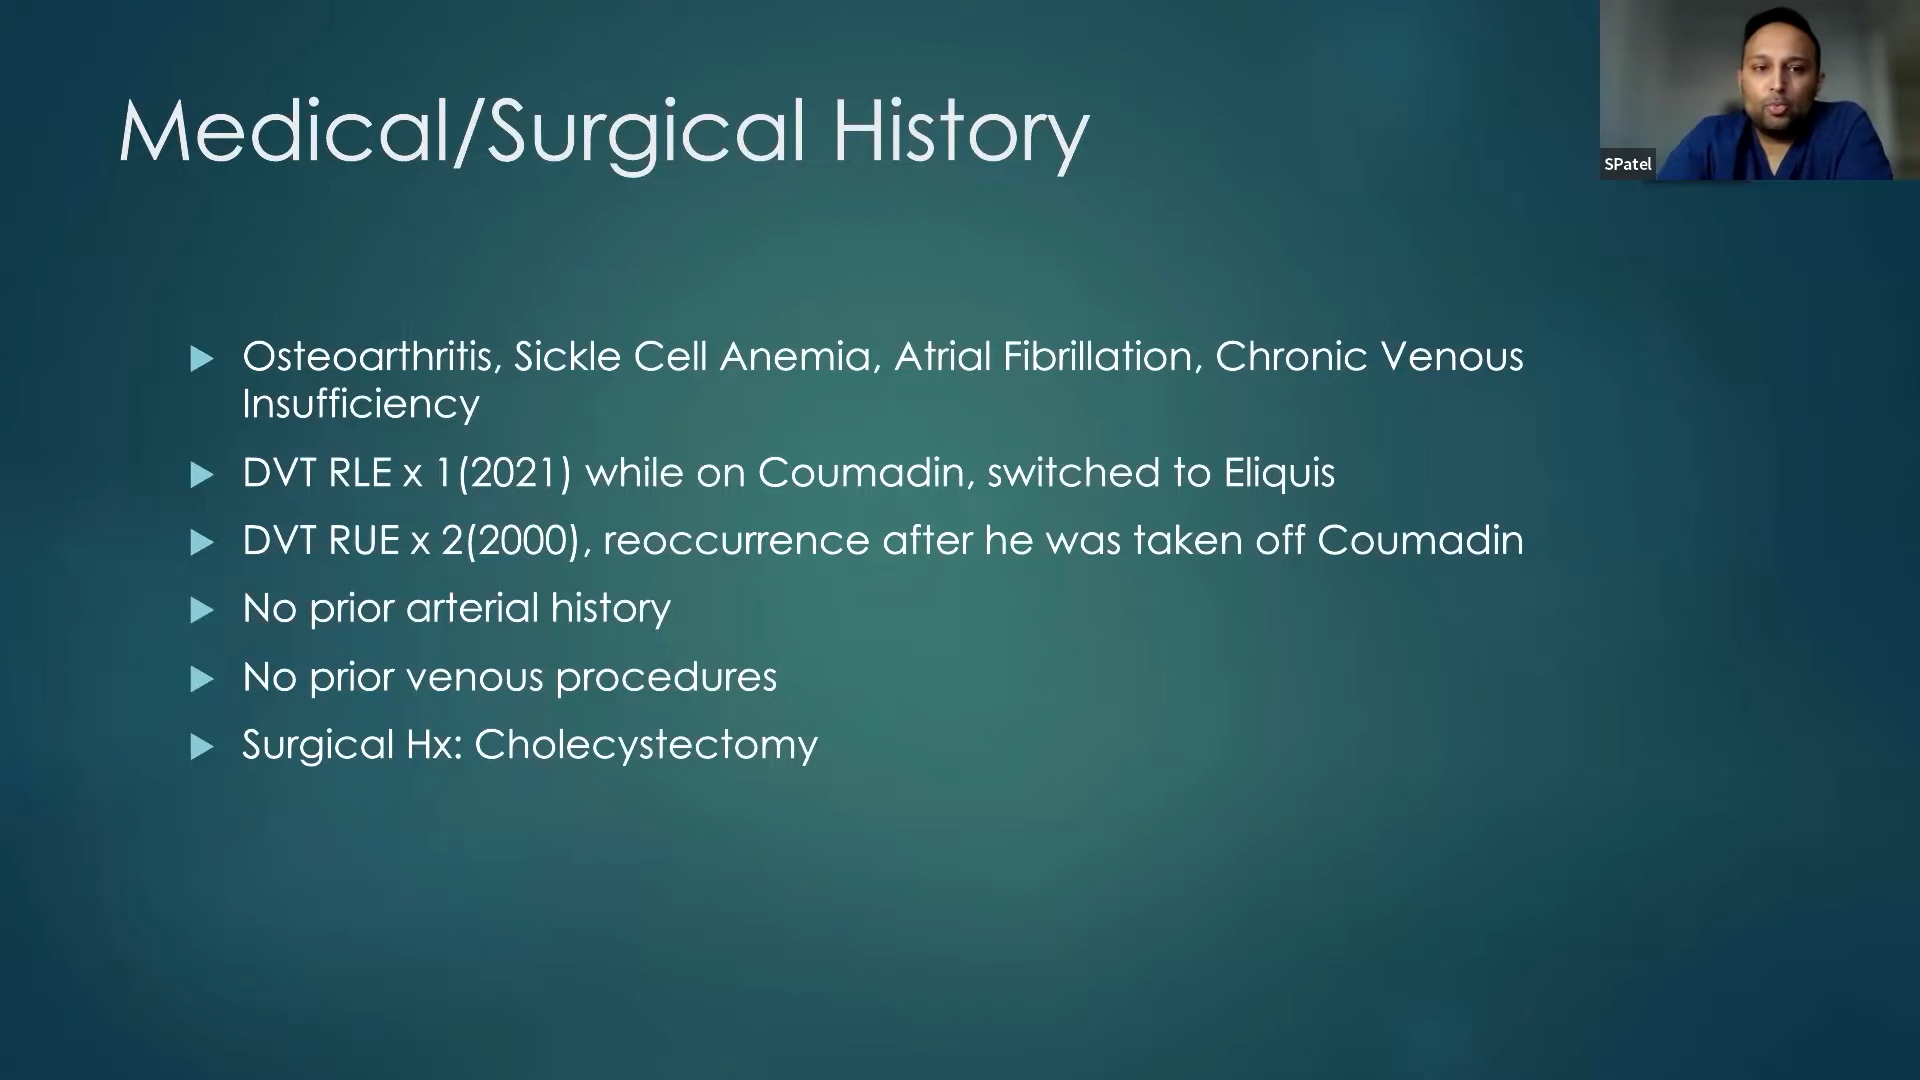 Medical/Surgical History
SPatel
Osteoarthritis, Sickle Cell Anemia, Atrial Fibrillation, Chronic Venous
Insufficiency
DVT RLE x 1(2021) while on Coumadin, switched to Eliquis
DVT RUE x 2(2000), reoccurrence after he was taken off Coumadin
No prior arterial history
No prior venous procedures
Surgical Hx: Cholecystectomy